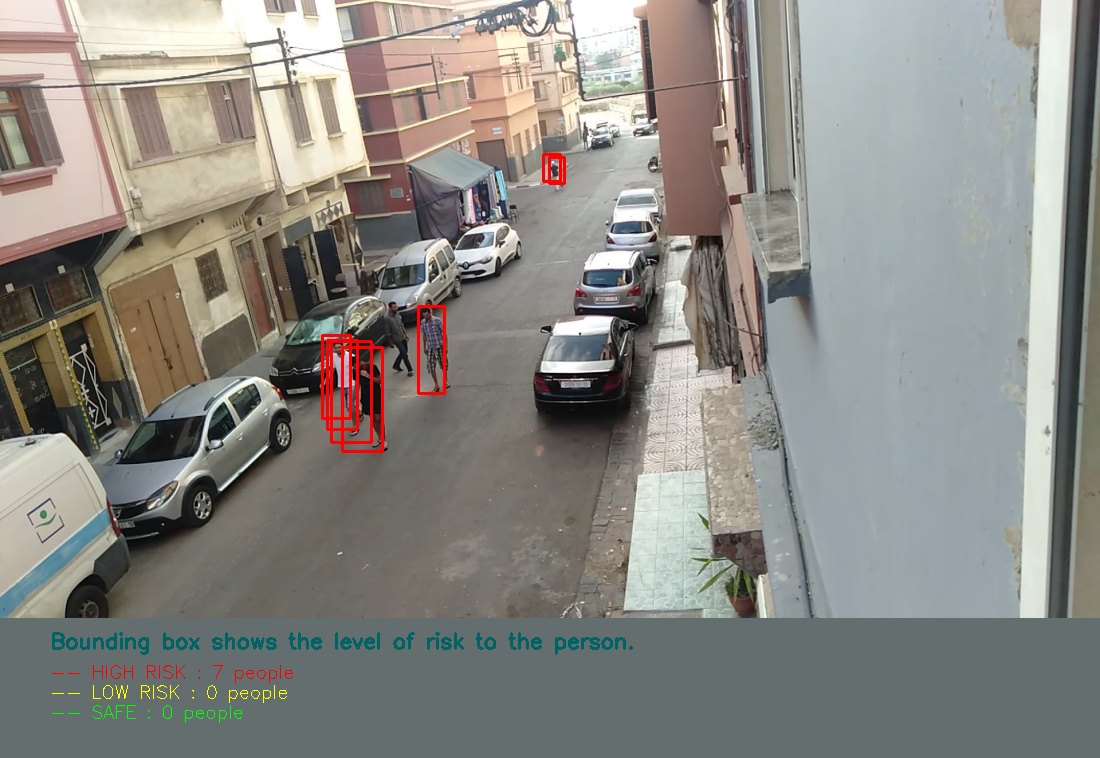 Bounding box shows the level of risk to the person.
—— HIGH RISK : 7 people
—— LOW RISK : 0 people
—— SAFE : 0 people